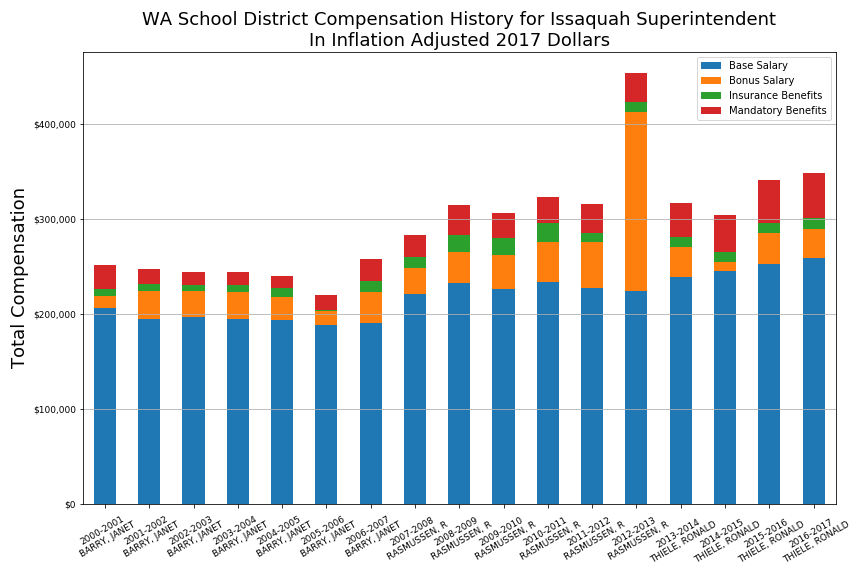 WA School District Compensation History for Issaquah Superintendent
In Inflation Adjusted 2017 Dollars
Base Salary
Bonus Salary
Insurance Benefits
Mandatory Benefits
Total Compensation
$400,000
$300,000
$200,000
$100,000
$0
2000-2001
BARRY, JANET
2001-2002
BARRY, JANET
2002-2003
BARRY, JANET
2003-2004
BARRY, JANET
2004-2005
BARRY, JANET
2005-2006
BARRY, JANET
2006-2007
BARRY, JANET
2007-2008
RASMUSSEN, R
2008-2009
RASMUSSEN, R
2009-2010
RASMUSSEN, R
2010-2011
RASMUSSEN, R
2011-2012
RASMUSSEN, R
2012-2013
RASMUSSEN, R
2013-2014
THIELE, RONALD
2014-2015
THIELE, RONALD
2015-2016
THIELE, RONALD
2016-2017
THIELE, RONALD